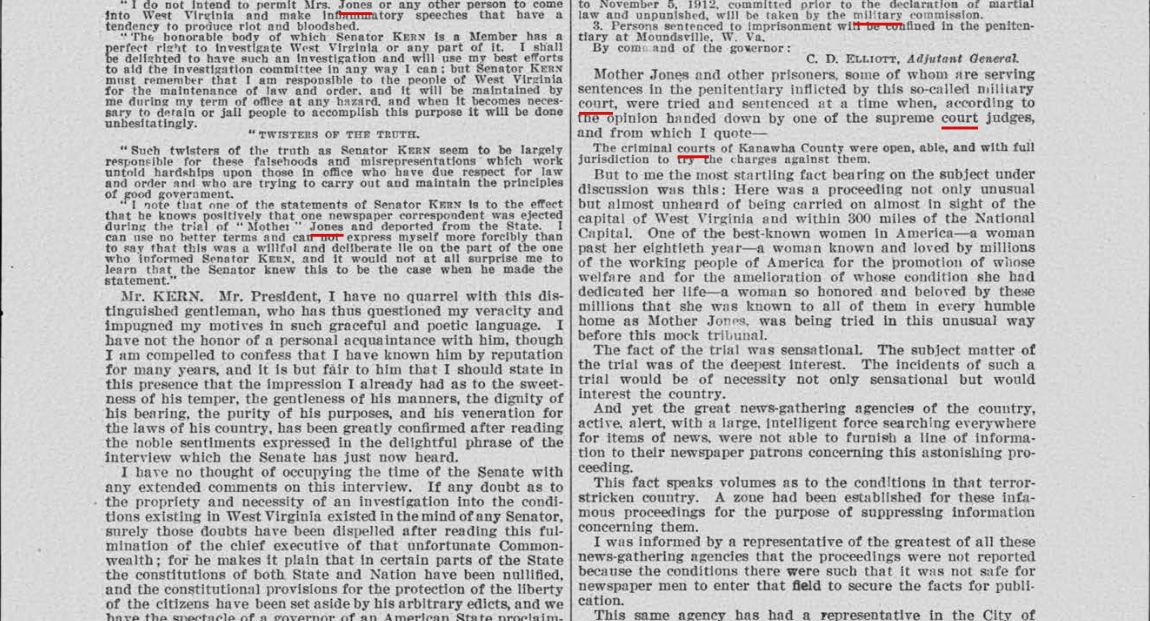 "I do not intend to permit Mrs. Jones or any other person to come
into West Virginia and make inflammatory speeches that have a
tendency to produce riot and bloodshed.
"The honorable body of which Senator KERN is a Member has a
perfect right to investigate West Virginia or any part of it. I shall
be delighted to have such an investigation and will use my best efforts
to aid the investigation committee in any way I can; but Senator KERN
must remember that I am responsible to the people of West Virginia
for the maintenance of law and order, and it will be maintained by
me during my term of office at any hazard, and when it becomes neces-
sary to detain or jail people to accomplish this purpose it will be done
unhesitatingly.
"TWISTERS OF THE TRUTH.
"Such twisters of the truth as Senator KERN seem to be largely
responsible for these falsehoods and misrepresentations which work
untold hardships upon those in office who have due respect for law
and order and who are trying to carry out and maintain the principles
of good government.
"I note that one of the statements of Senator KERN is to the effect
that he knows positively that one newspaper correspondent was ejected
during the trial of "Mother" Jones and deported from the State. I
can use no better terms and can not express myself more forcibly than
to say that this was a willful and deliberate lie on the part of the one
who informed Senator KERN, and it would not at all surprise me to
learn that the Senator knew this to be the case when he made the
statement."
Mr. KERN. Mr. President, I have no quarrel with this dis-
tinguished gentleman, who has thus questioned my veracity and
impugned my motives in such graceful and poetic language. I
have not the honor of a personal acquaintance with him, though
I am compelled to confess that I have known him by reputation
for many years, and it is but fair to him that I should state in
this presence that the impression I already had as to the sweet-
ness of his temper, the gentleness of his manners, the dignity of
his bearing, the purity of his purposes, and his veneration for
the laws of his country, has been greatly confirmed after reading
the noble sentiments expressed in the delightful phrase of the
interview which the Senate has just now heard.
I have no thought of occupying the time of the Senate with
any extended comments on this interview. If any doubt as to
the propriety and necessity of an investigation into the condi-
tions existing in West Virginia existed in the mind of any Senator,
surely those doubts have been dispelled after reading this ful-
mination of the chief executive of that unfortunate Common-
wealth; for he makes it plain that in certain parts of the State
the constitutions of both State and Nation have been nullified,
and the constitutional provisions for the protection of the liberty
of the citizens have been set aside by his arbitrary edicts, and we
have the spectacle of a governor of an American State proclaim-
to November 5, 1912, committed prior to the declaration of martial
law and unpunished, will be taken by the military commission.
3. Persons sentenced to imprisonment will be confined in the peniten-
tiary at Moundsville, W. Va.
By command of the governor:
C. D. ELLIOTT, Adjutant General.
Mother Jones and other prisoners, some of whom are serving
sentences in the penitentiary inflicted by this so-called military
court, were tried and sentenced at a time when, according to
the opinion handed down by one of the supreme court judges,
and from which I quote—
The criminal courts of Kanawha County were open, able, and with full
jurisdiction to try the charges against them.
But to me the most startling fact bearing on the subject under
discussion was this: Here was a proceeding not only unusual
but almost unheard of being carried on almost in sight of the
capital of West Virginia and within 300 miles of the National
Capital. One of the best-known women in America—a woman
past her eightieth year—a woman known and loved by millions
of the working people of America for the promotion of whose
welfare and for the amelioration of whose condition she had
dedicated her life—a woman so honored and beloved by these
millions that she was known to all of them in every humble
home as Mother Jones, was being tried in this unusual way
before this mock tribunal.
The fact of the trial was sensational. The subject matter of
the trial was of the deepest interest. The incidents of such a
trial would be of necessity not only sensational but would
interest the country.
And yet the great news-gathering agencies of the country,
active, alert, with a large, intelligent force searching everywhere
for items of news, were not able to furnish a line of informa-
tion to their newspaper patrons concerning this astonishing pro-
ceeding.
This fact speaks volumes as to the conditions in that terror-
stricken country. A zone had been established for these infa-
mous proceedings for the purpose of suppressing information
concerning them.
I was informed by a representative of the greatest of all these
news-gathering agencies that the proceedings were not reported
because the conditions there were such that it was not safe for
newspaper men to enter that field to secure the facts for publi-
cation.
This same agency has had a representative in the City of